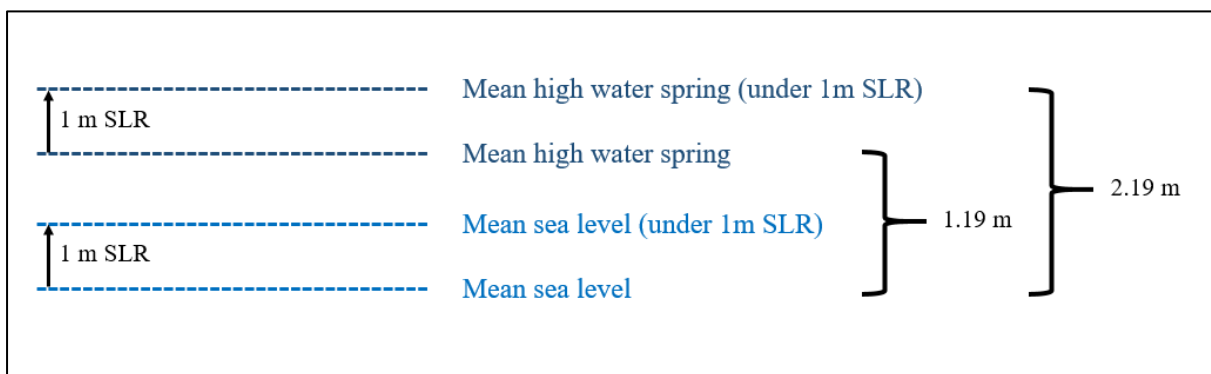 Mean high water spring (under 1m SLR)
1 m SLR
Mean high water spring
2.19 m
Mean sea level (under 1m SLR)
1.19 m
1 m SLR
Mean sea level